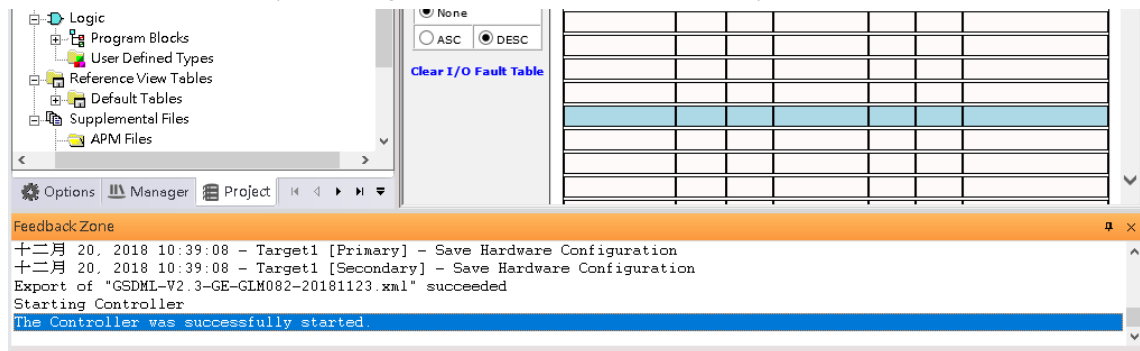 Logic
Program Blocks
User Defined Types
Reference View Tables
Default Tables
Supplemental Files
APM Files
Options Manager Project
None
ASC DESC
Clear I/O Fault Table
Feedback Zone
十二月 20, 2018 10:39:08 - Target1 [Primary] - Save Hardware Configuration
十二月 20, 2018 10:39:08 - Target1 [Secondary] - Save Hardware Configuration
Export of "GSDML-V2.3-GE-GLM082-20181123.xml" succeeded
Starting Controller
The Controller was successfully started.